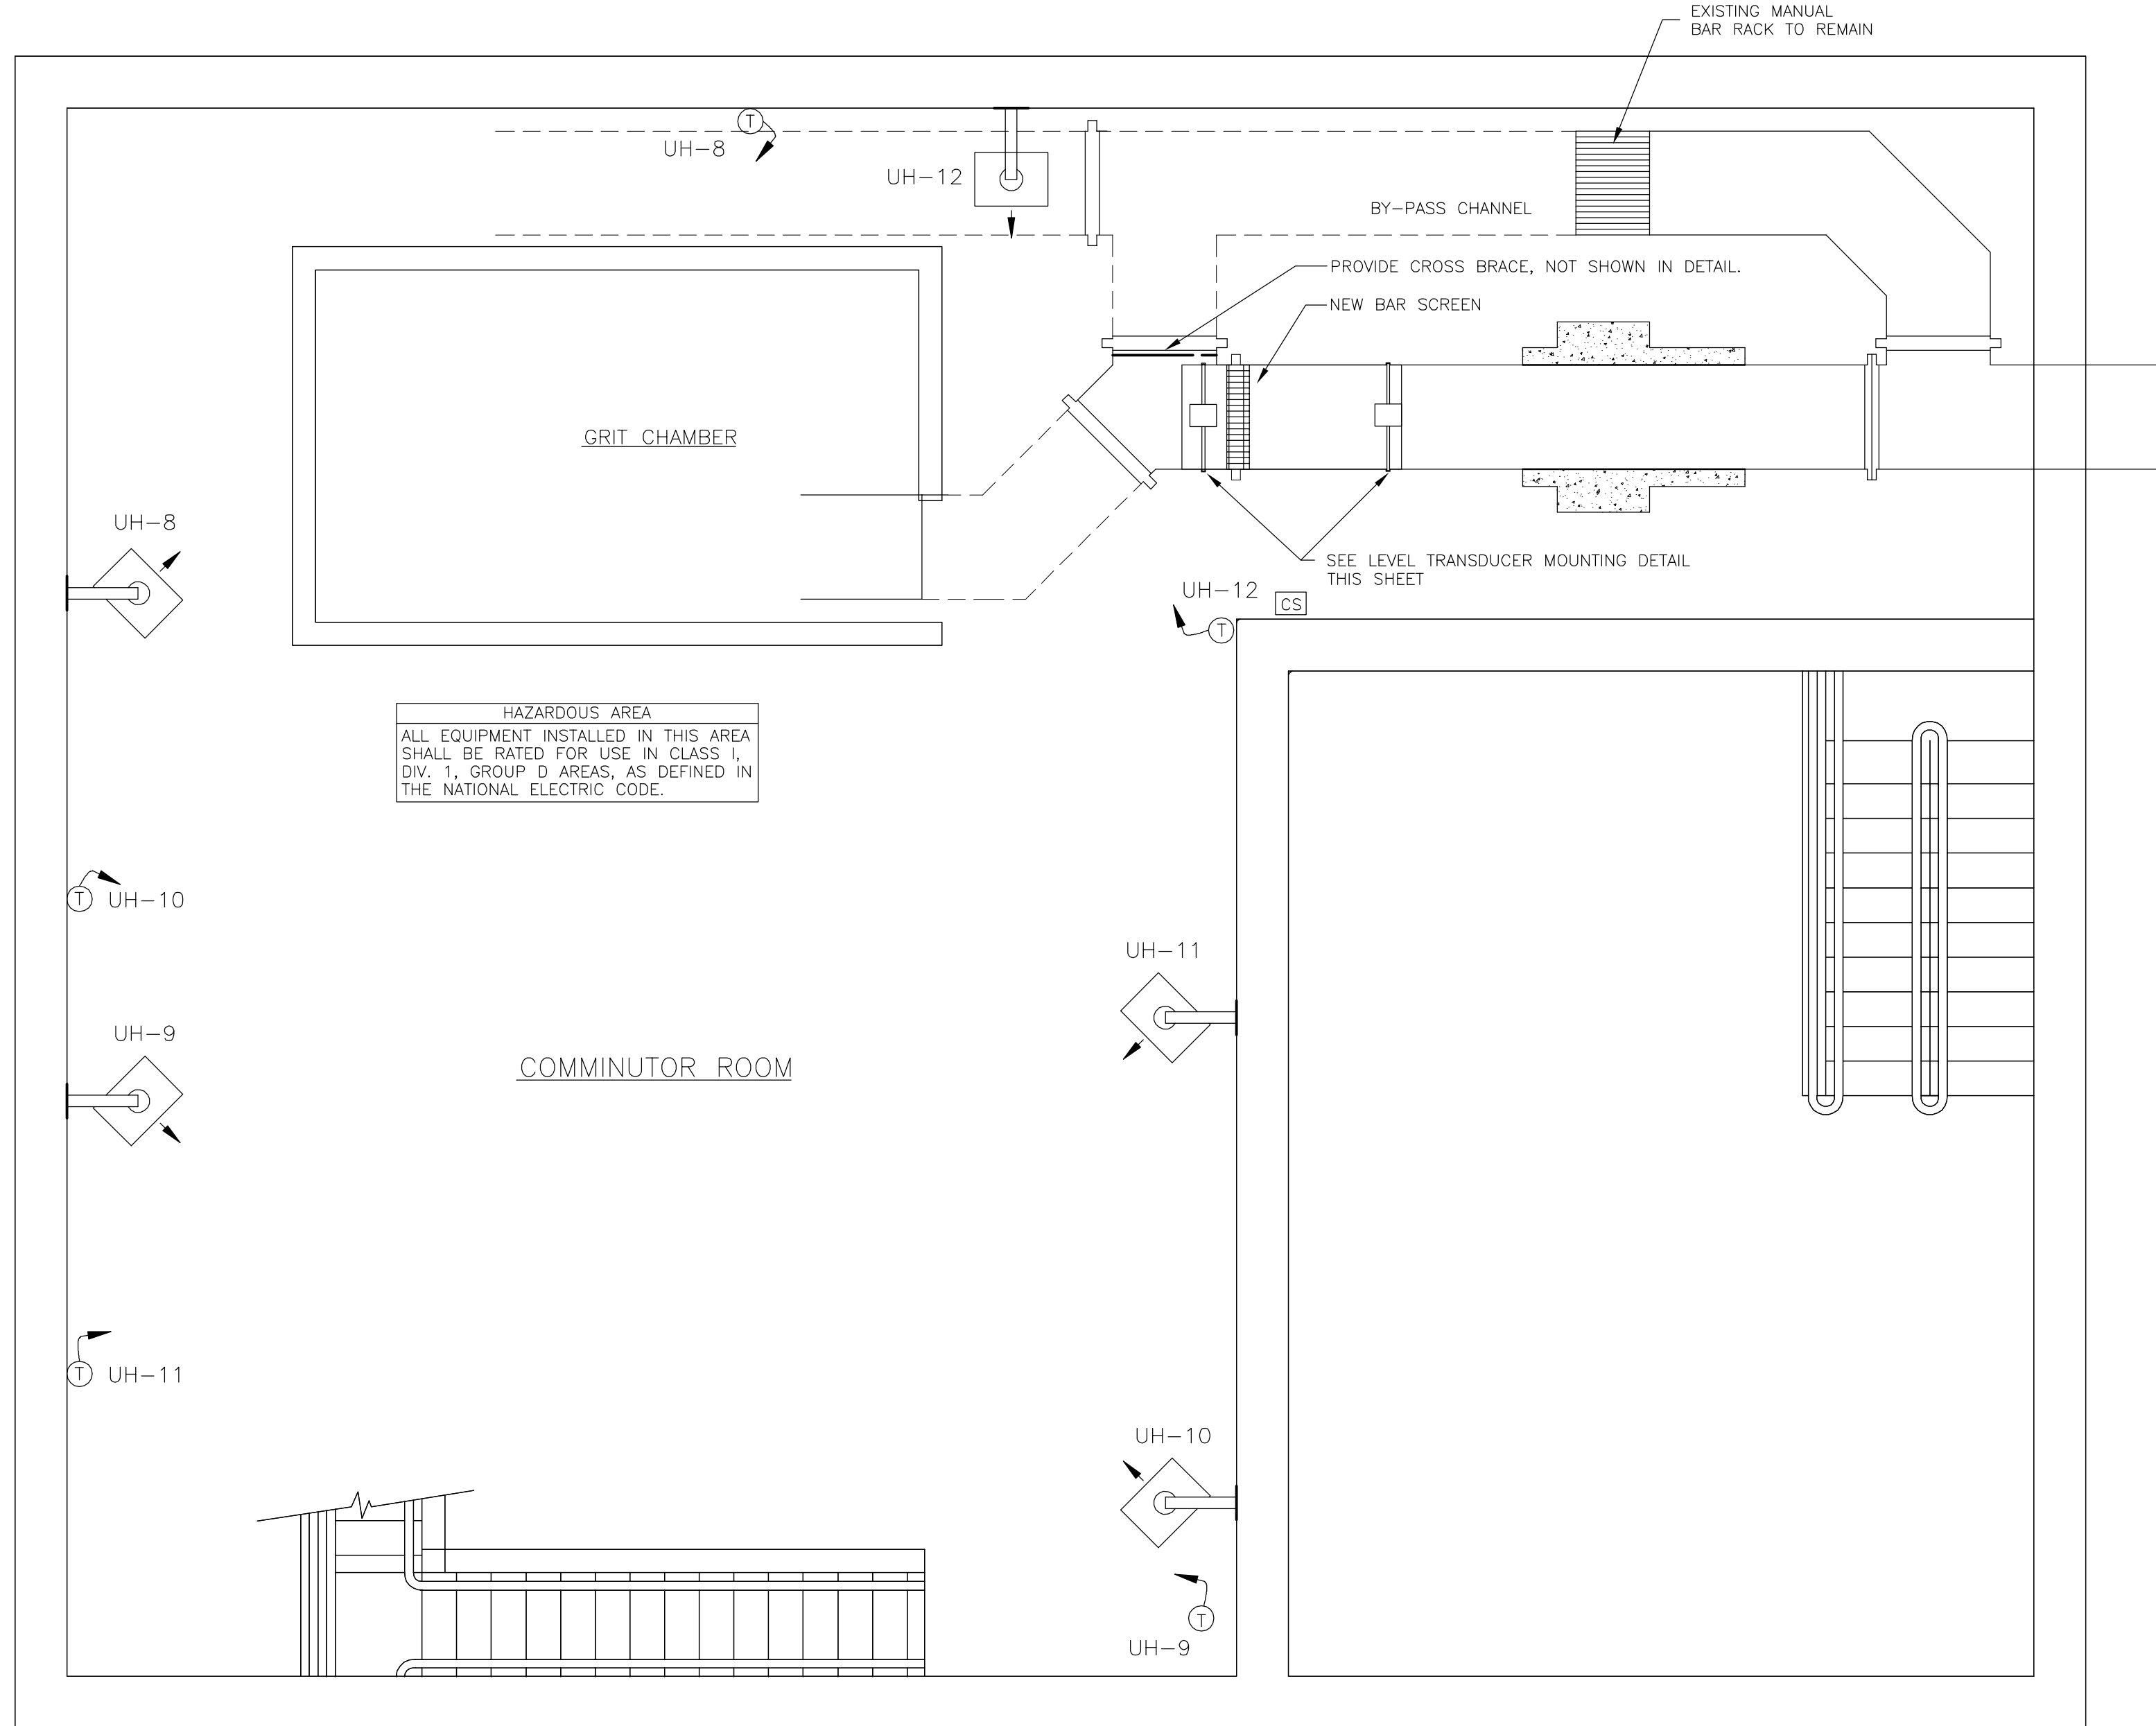 EXISTING MANUAL
BAR RACK TO REMAIN
T
UH-8
UH-12
BY-PASS CHANNEL
PROVIDE CROSS BRACE, NOT SHOWN IN DETAIL.
NEW BAR SCREEN
GRIT CHAMBER
UH-8
SEE LEVEL TRANSDUCER MOUNTING DETAIL
THIS SHEET
UH-12
CS
T
HAZARDOUS AREA
ALL EQUIPMENT INSTALLED IN THIS AREA
SHALL BE RATED FOR USE IN CLASS I,
DIV. 1, GROUP D AREAS, AS DEFINED IN
THE NATIONAL ELECTRIC CODE.
T UH-10
UH-11
UH-9
COMMINUTOR ROOM
T UH-11
UH-10
T
UH-9